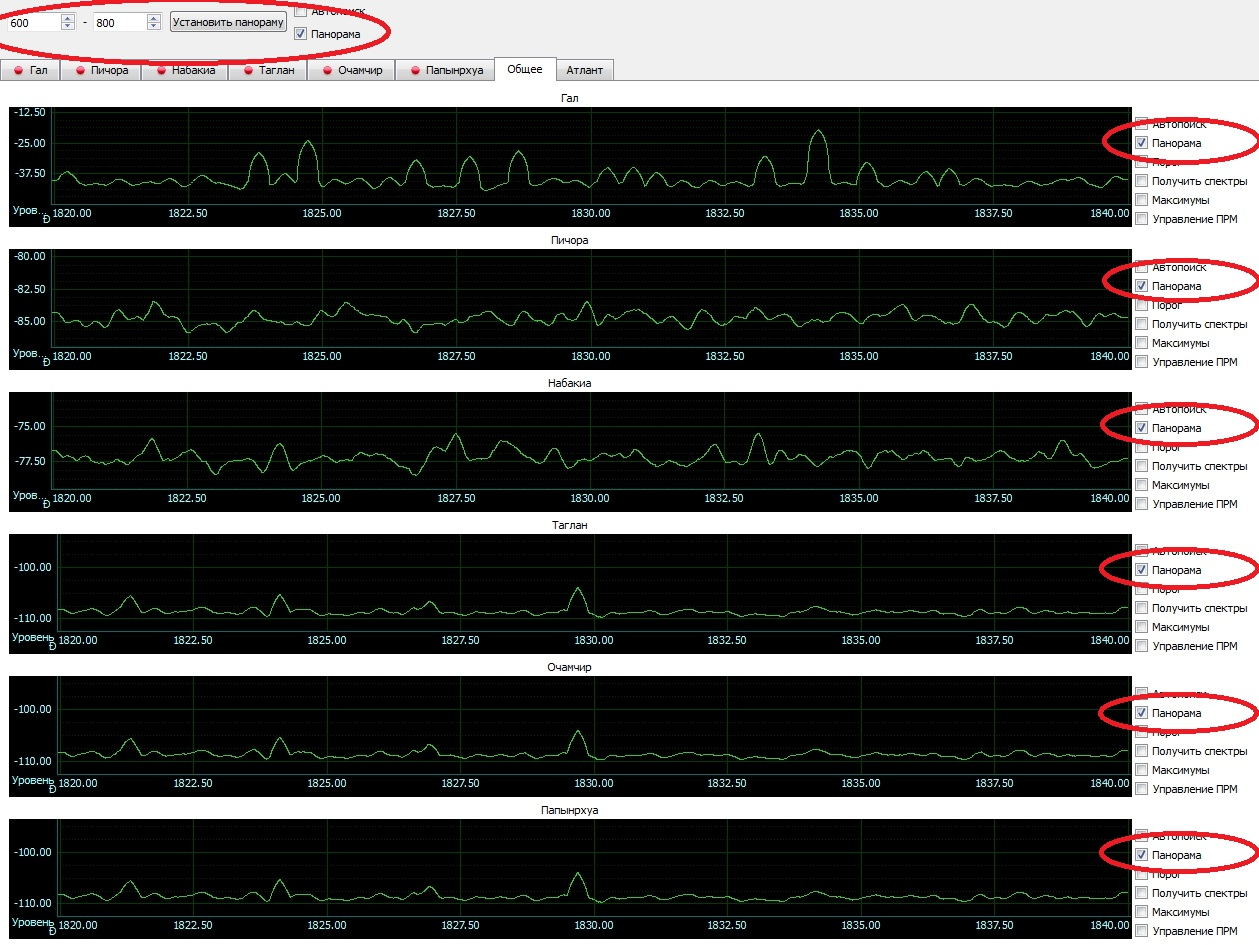 Автопоиск
600 - 800 Установить панораму
Панорама
Гал Пичора Набакиа Таглан Очамчир Папынрхуа Общее Атлант
Гал
-12.50
-25.00
-37.50
Уров...
1820.00 1822.50 1825.00 1827.50 1830.00 1832.50 1835.00 1837.50 1840.00
Автопоиск
Панорама
Порог
Получить спектры
Максимумы
Управление ПРМ
Пичора
-80.00
-82.50
-85.00
Уров...
1820.00 1822.50 1825.00 1827.50 1830.00 1832.50 1835.00 1837.50 1840.00
Автопоиск
Панорама
Порог
Получить спектры
Максимумы
Управление ПРМ
Набакиа
-75.00
-77.50
Уров...
1820.00 1822.50 1825.00 1827.50 1830.00 1832.50 1835.00 1837.50 1840.00
Автопоиск
Панорама
Порог
Получить спектры
Максимумы
Управление ПРМ
Таглан
-100.00
-110.00
Уровень
1820.00 1822.50 1825.00 1827.50 1830.00 1832.50 1835.00 1837.50 1840.00
Автопоиск
Панорама
Порог
Получить спектры
Максимумы
Управление ПРМ
Очамчир
-100.00
-110.00
Уровень
1820.00 1822.50 1825.00 1827.50 1830.00 1832.50 1835.00 1837.50 1840.00
Автопоиск
Панорама
Порог
Получить спектры
Максимумы
Управление ПРМ
Папынрхуа
-100.00
-110.00
Уровень
1820.00 1822.50 1825.00 1827.50 1830.00 1832.50 1835.00 1837.50 1840.00
Автопоиск
Панорама
Порог
Получить спектры
Максимумы
Управление ПРМ